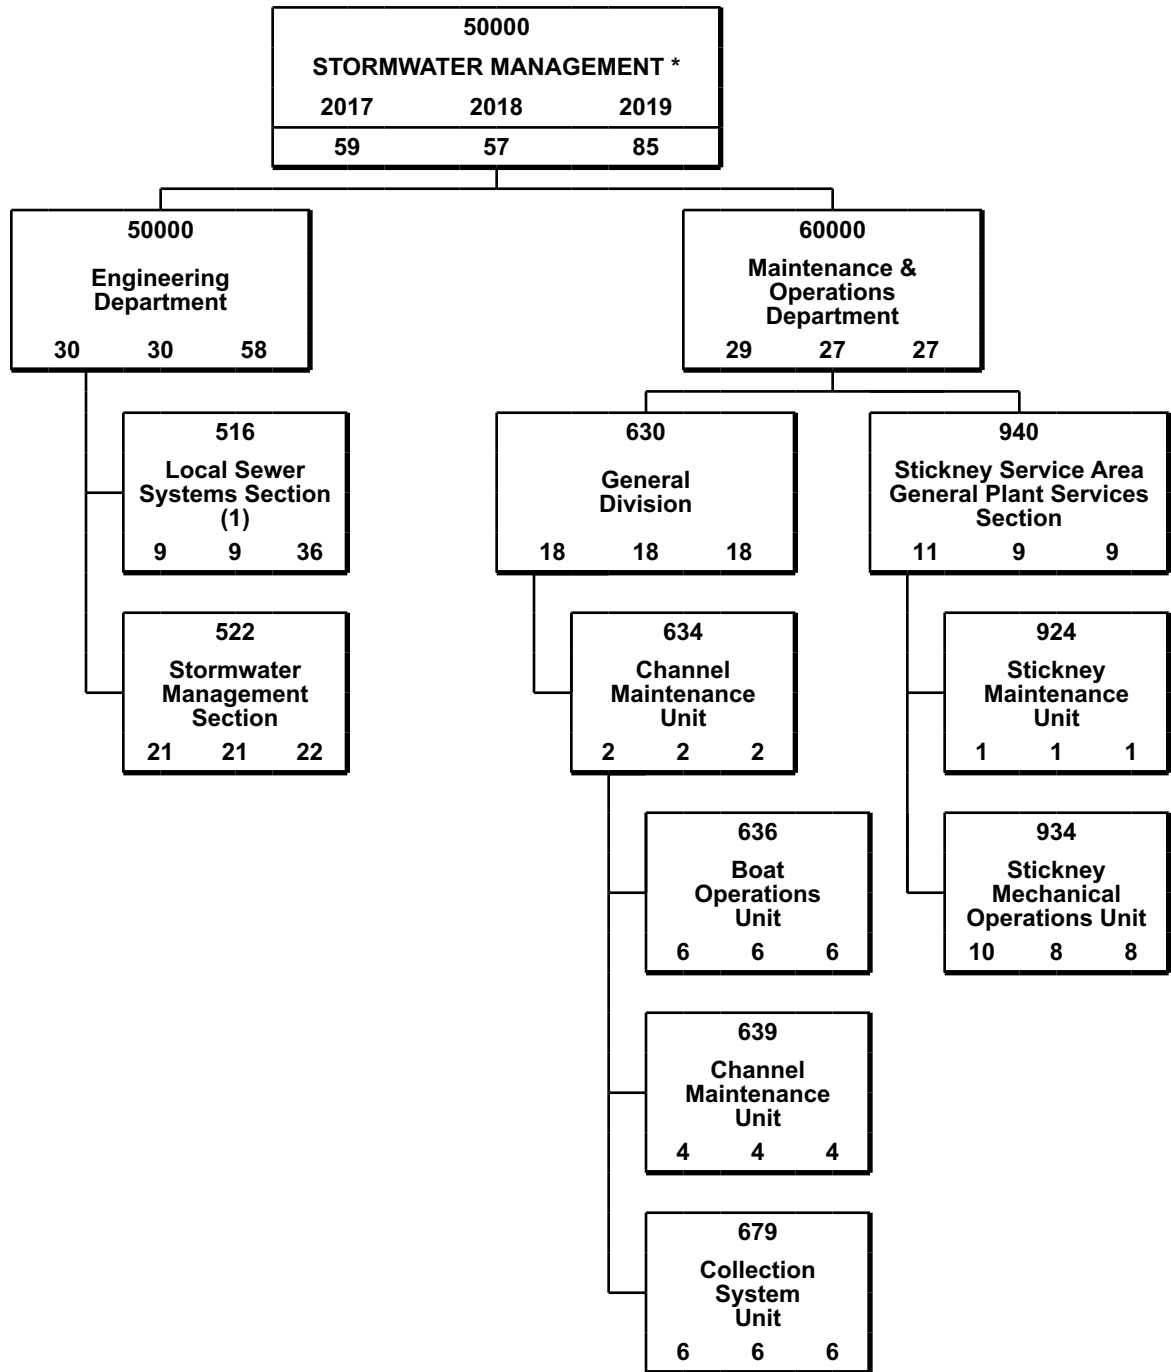 50000
STORMWATER MANAGEMENT *
2017 2018 2019
59 57 85
50000
Engineering
Department
30 30 58
60000
Maintenance &
Operations
Department
29 27 27
516
Local Sewer
Systems Section
(1)
9 9 36
522
Stormwater
Management
Section
21 21 22
630
General
Division
18 18 18
634
Channel
Maintenance
Unit
2 2 2
636
Boat
Operations
Unit
6 6 6
639
Channel
Maintenance
Unit
4 4 4
679
Collection
System
Unit
6 6 6
940
Stickney Service Area
General Plant Services
Section
11 9 9
924
Stickney
Maintenance
Unit
1 1 1
934
Stickney
Mechanical
Operations Unit
10 8 8